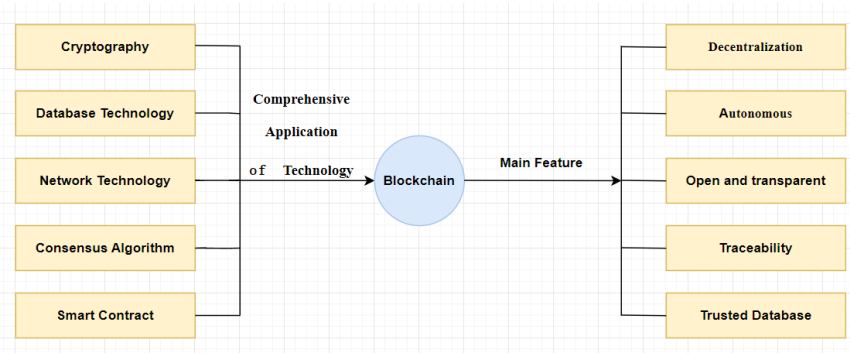 Cryptography
Database Technology
Network Technology
Consensus Algorithm
Smart Contract
Comprehensive
Application
of Technology
Blockchain
Main Feature
Decentralization
Autonomous
Open and transparent
Traceability
Trusted Database